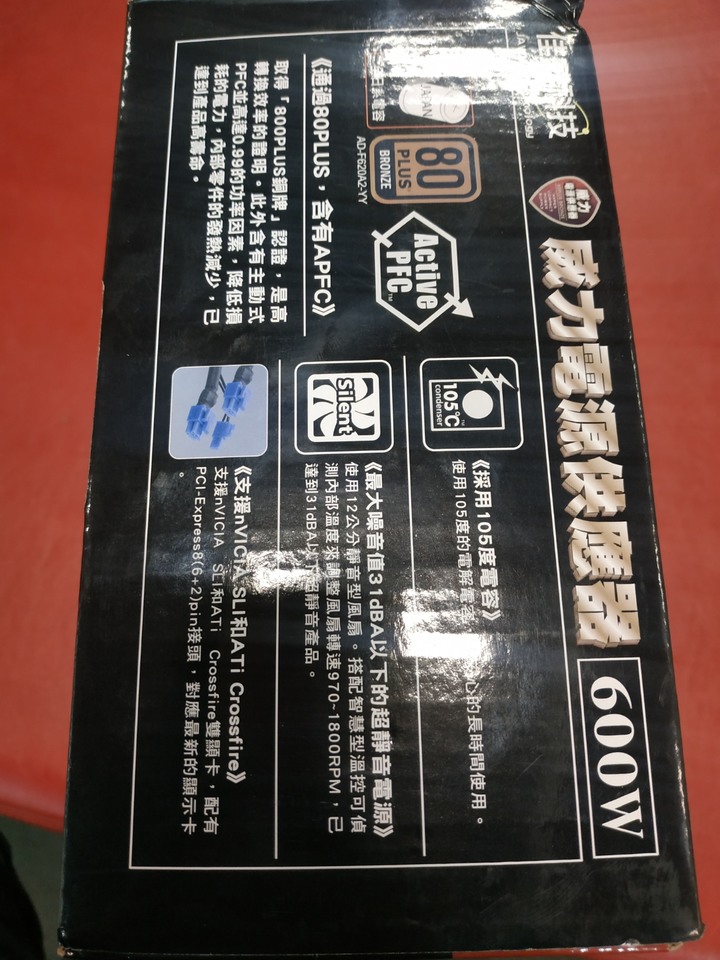 佳 科技
威力
威力電源供應器
600W
JAPAN
80
PLUS
BRONZE
AD-F620A2-YY
Active
PFC
《通過80PLUS，含有APFC》
取得「800PLUS銅牌」認證，是高
轉換效率的證明。此外含有主動式
PFC並高達0.99的功率因素，降低損
耗的電力，內部零件的發熱減少，已
達到產品高壽命。
105℃
condenser
《採用105度電容》
使用105度的電解電容 心的長時間使用。
Silent
《最大噪音值31dBA以下的超靜音電源》
使用12公分靜音型風扇。搭配智慧型溫控可偵
測內部溫度來調整風扇轉速970~1800RPM，已
達到31dBA以 超靜音產品。
《支援nVICIA SLI和ATi Crossfire》
支援nVICIA SLI和ATi Crossfire雙顯卡，配有
PCI-Express8(6+2)pin接頭，對應最新的顯示卡
。